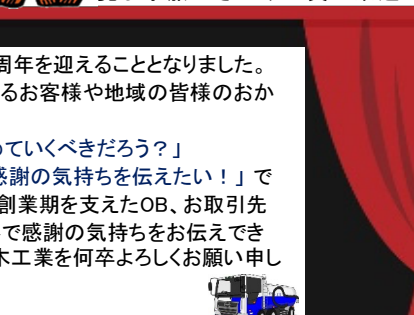 周年を迎えることとなりました。
るお客様や地域の皆様のおか
っていくべきだろう？」
感謝の気持ちを伝えたい！」で
創業期を支えたOB、お取引先
で感謝の気持ちをお伝えでき
木工業を何卒よろしくお願い申し